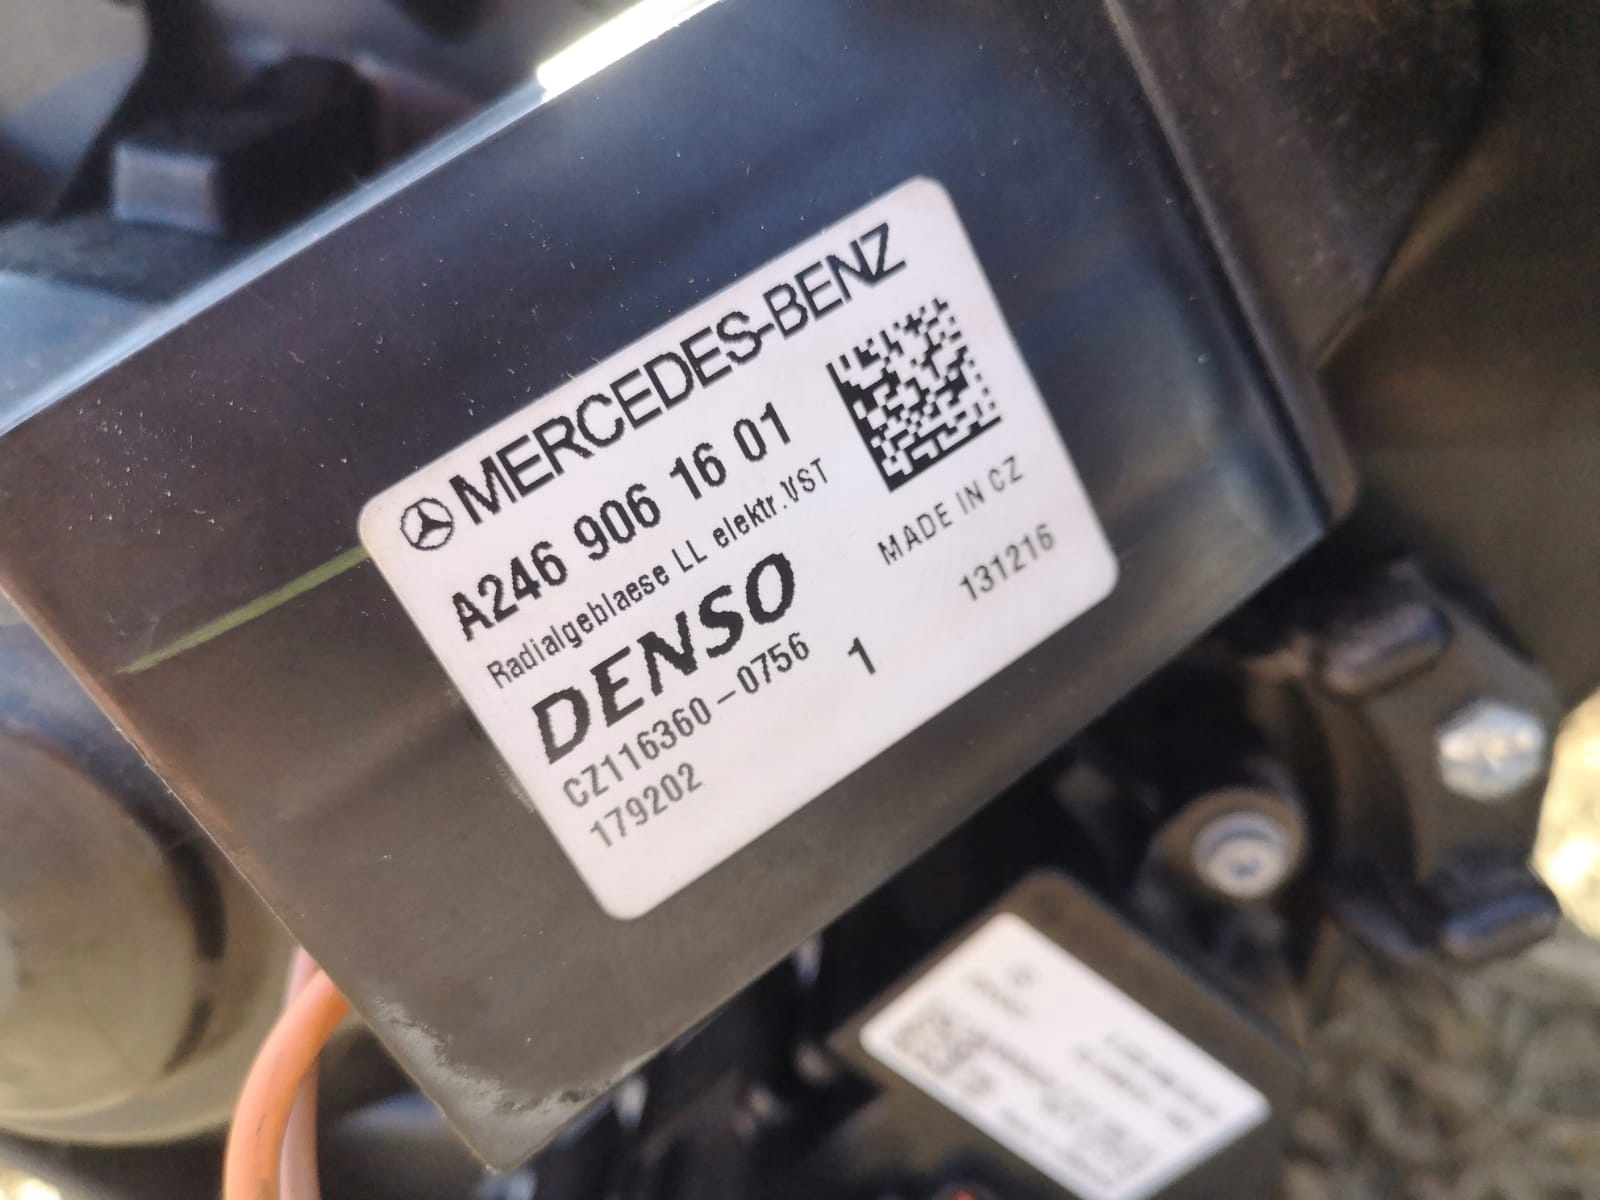 MERCEDES-BENZ
A246 906 16 01
Radialgeblaese LL elektr.VST
DENSO
MADE IN CZ
CZ116360-0756
1
131216
179202